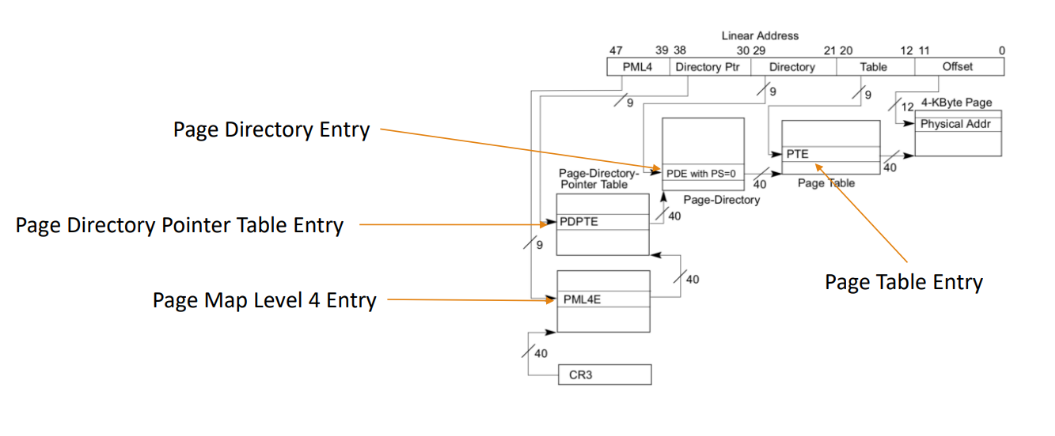 Linear Address
47 39 38 30 29 21 20 12 11 0
PML4 Directory Ptr Directory Table Offset
9 9 9
12 4-KByte Page
Physical Addr
Page Directory Entry
PTE
40
Page-Directory-
Pointer Table
PDE with PS=0
40
Page Table
Page-Directory
40
Page Directory Pointer Table Entry
PDPTE
9
40
Page Table Entry
Page Map Level 4 Entry
PML4E
40
CR3